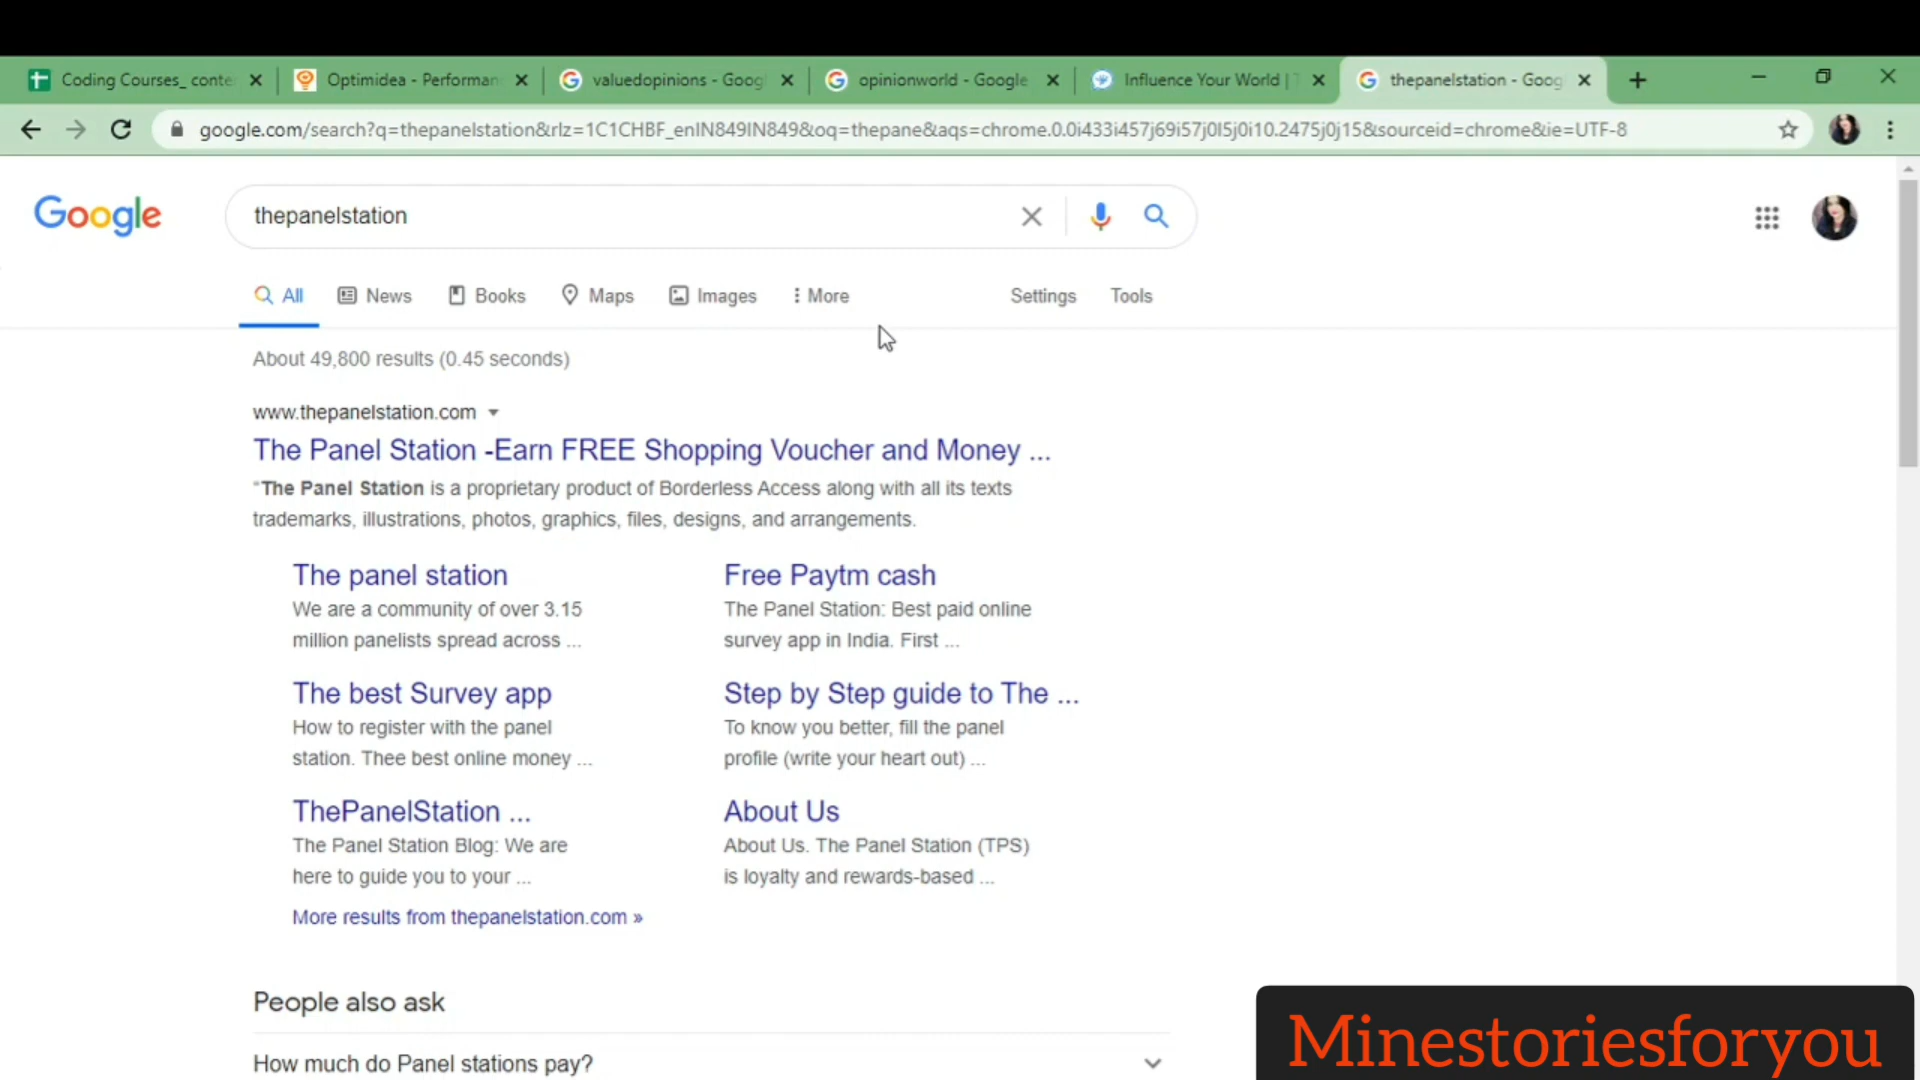 Coding Courses_ conte
Optimidea - Performan
valuedopinions - Goog
opinionworld - Google
Influence Your World |
thepanelstation - Goog
google.com/search?q=thepanelstation&rlz=1C1CHBF_enIN849IN849&oq=thepane&aqs=chrome.0.0i433i457j69i57j0l5j0i10.2475j0j15&sourceid=chrome&ie=UTF-8
Google
thepanelstation
All News Books Maps Images More Settings Tools
About 49,800 results (0.45 seconds)
www.thepanelstation.com
The Panel Station -Earn FREE Shopping Voucher and Money ...
“The Panel Station is a proprietary product of Borderless Access along with all its texts
trademarks, illustrations, photos, graphics, files, designs, and arrangements.
The panel station
We are a community of over 3.15
million panelists spread across ...
Free Paytm cash
The Panel Station: Best paid online
survey app in India. First ...
The best Survey app
How to register with the panel
station. Thee best online money ...
Step by Step guide to The ...
To know you better, fill the panel
profile (write your heart out) ...
ThePanelStation ...
The Panel Station Blog: We are
here to guide you to your ...
About Us
About Us. The Panel Station (TPS)
is loyalty and rewards-based ...
More results from thepanelstation.com »
People also ask
How much do Panel stations pay?
Minestoriesforyou